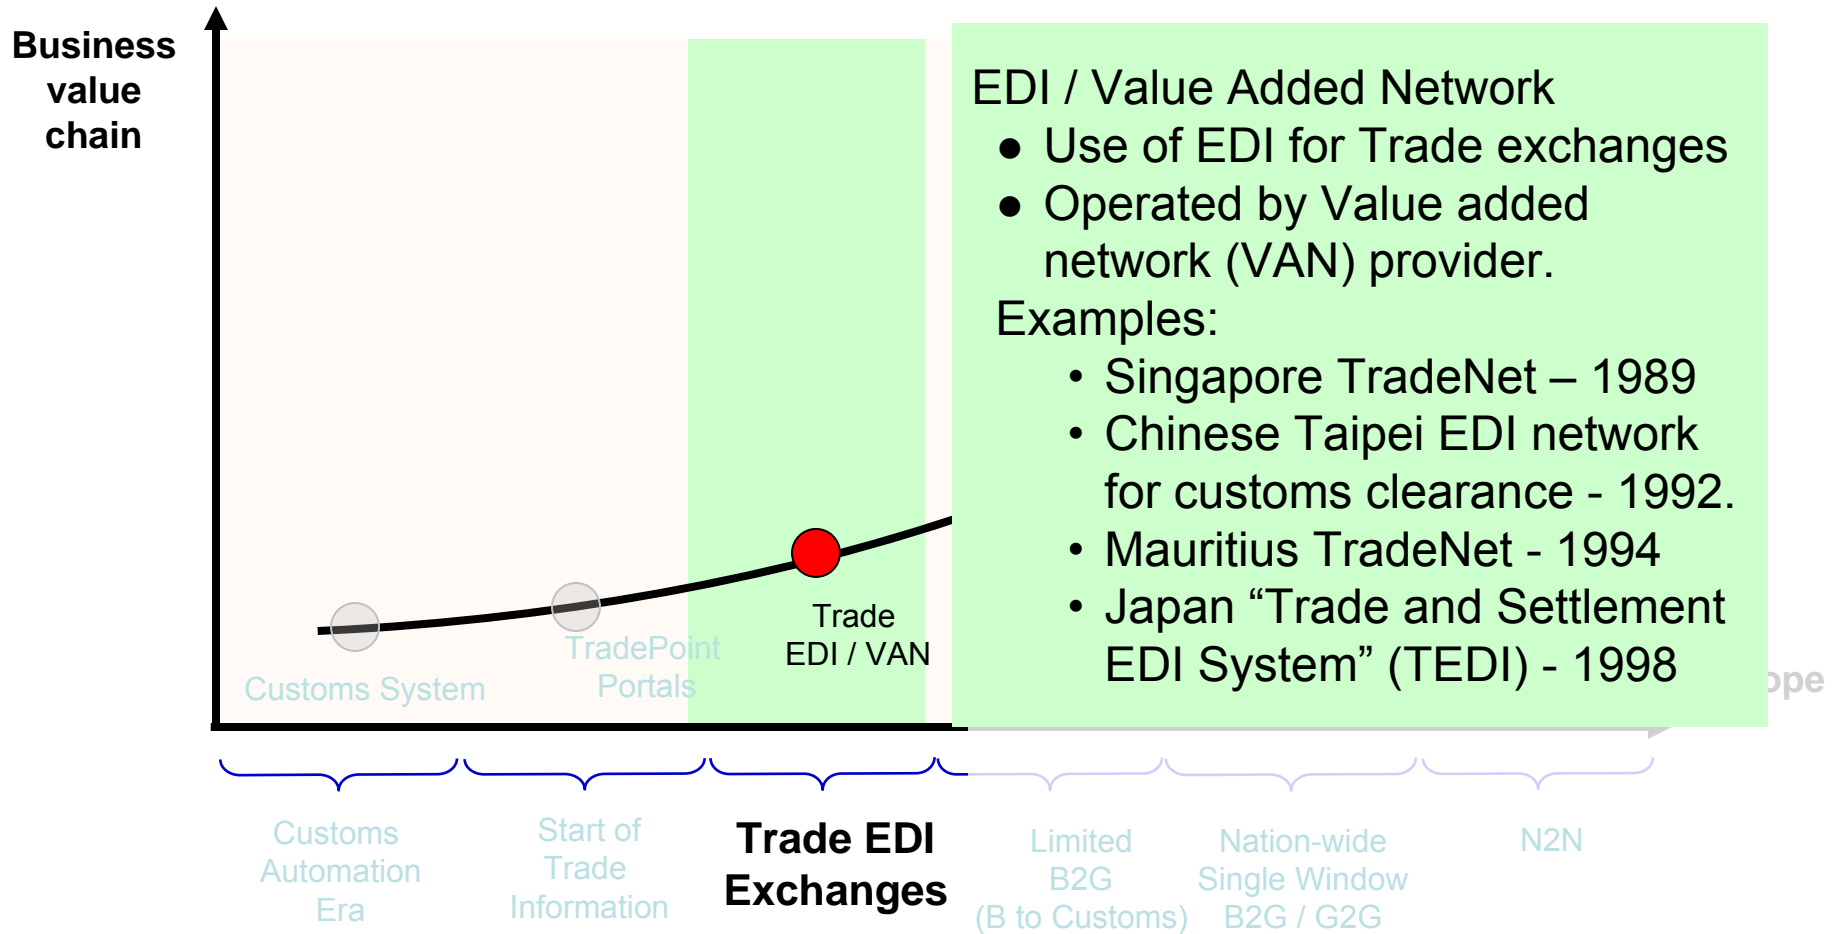 Business
value
chain
EDI / Value Added Network
● Use of EDI for Trade exchanges
● Operated by Value added
network (VAN) provider.
Examples:
• Singapore TradeNet – 1989
• Chinese Taipei EDI network
for customs clearance - 1992.
• Mauritius TradeNet - 1994
• Japan “Trade and Settlement
EDI System” (TEDI) - 1998
Customs System
TradePoint
Portals
Trade
EDI / VAN
Customs
Automation
Era
Start of
Trade
Information
Trade EDI
Exchanges
Limited
B2G
(B to Customs)
Nation-wide
Single Window
B2G / G2G
N2N